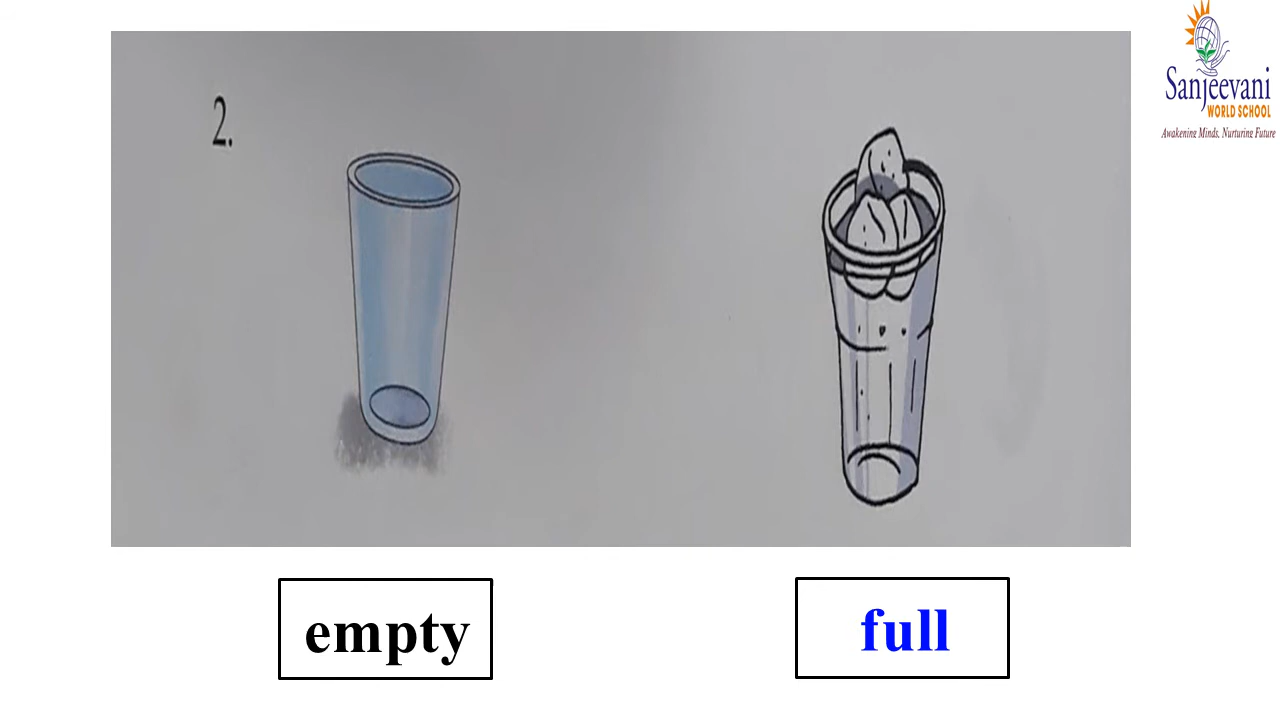 Sanjeevani
WORLD SCHOOL
Awakening Minds, Nurturing Future
2.
empty
full